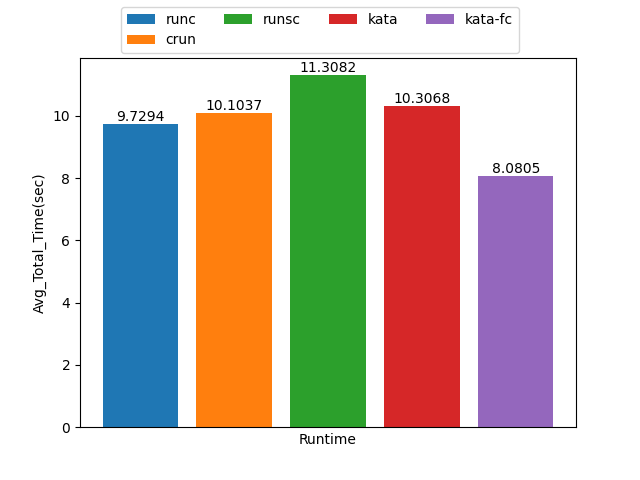 runc runsc kata kata-fc
crun
11.3082
10.3068
10.1037
9.7294
8.0805
10
8
6
4
2
0
Avg_Total_Time(sec)
Runtime